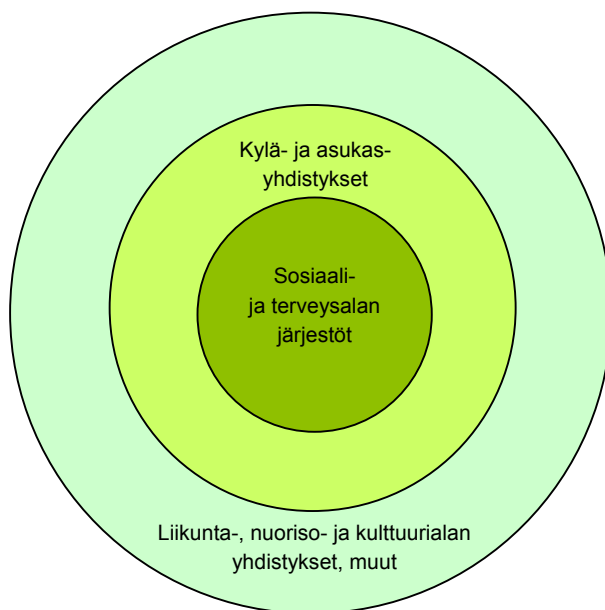 Kylä- ja asukas-
yhdistykset
Sosiaali-
ja terveysalan
järjestöt
Liikunta-, nuoriso- ja kulttuurialan
yhdistykset, muut